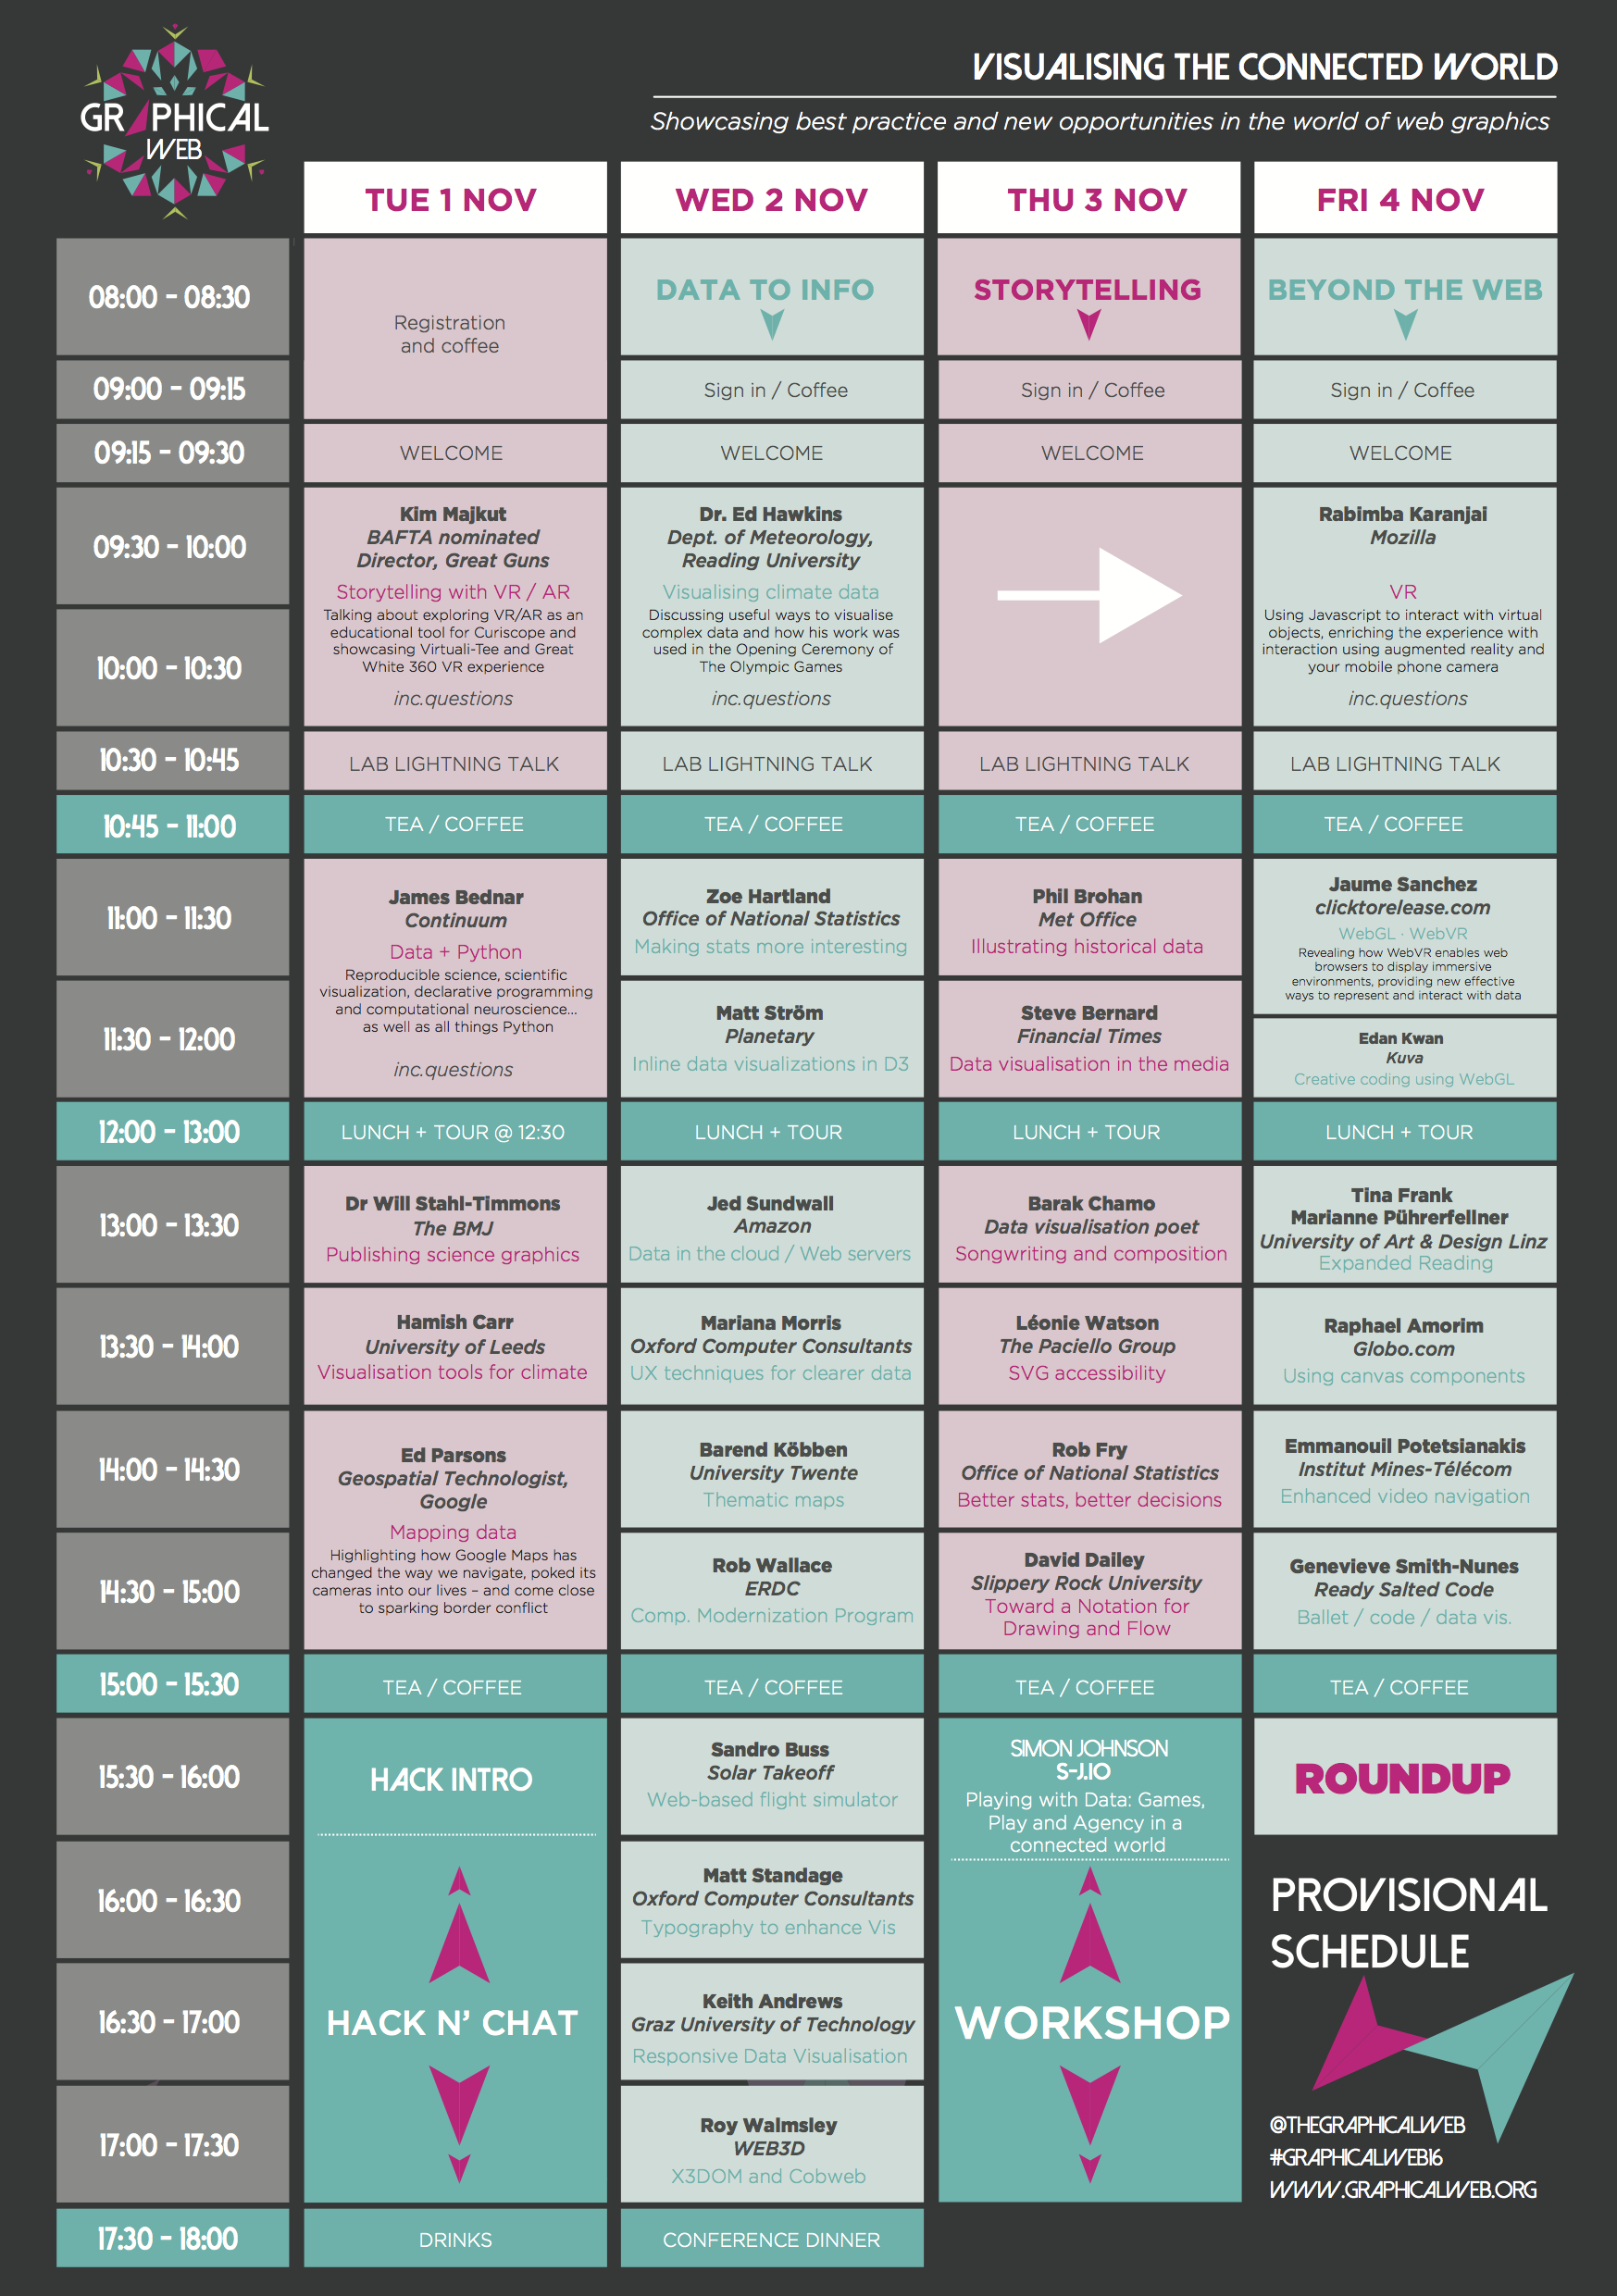 GRAPHICAL
WEB
VISUALISING THE CONNECTED WORLD
Showcasing best practice and new opportunities in the world of web graphics
TUE 1 NOV
WED 2 NOV
THU 3 NOV
FRI 4 NOV
08:00 - 08:30
Registration
and coffee
DATA TO INFO
STORYTELLING
BEYOND THE WEB
09:00 - 09:15
Sign in / Coffee
Sign in / Coffee
Sign in / Coffee
09:15 - 09:30
WELCOME
WELCOME
WELCOME
WELCOME
09:30 - 10:00
10:00 - 10:30
Kim Majkut
BAFTA nominated
Director, Great Guns
Storytelling with VR / AR
Talking about exploring VR/AR as an
educational tool for Curiscope and
showcasing Virtuali-Tee and Great
White 360 VR experience
inc.questions
Dr. Ed Hawkins
Dept. of Meteorology,
Reading University
Visualising climate data
Discussing useful ways to visualise
complex data and how his work was
used in the Opening Ceremony of
The Olympic Games
inc.questions
Rabimba Karanjai
Mozilla
VR
Using Javascript to interact with virtual
objects, enriching the experience with
interaction using augmented reality and
your mobile phone camera
inc.questions
10:30 - 10:45
LAB LIGHTNING TALK
LAB LIGHTNING TALK
LAB LIGHTNING TALK
LAB LIGHTNING TALK
10:45 - 11:00
TEA / COFFEE
TEA / COFFEE
TEA / COFFEE
TEA / COFFEE
11:00 - 11:30
11:30 - 12:00
James Bednar
Continuum
Data + Python
Reproducible science, scientific
visualization, declarative programming
and computational neuroscience...
as well as all things Python
inc.questions
Zoe Hartland
Office of National Statistics
Making stats more interesting
Matt Ström
Planetary
Inline data visualizations in D3
Phil Brohan
Met Office
Illustrating historical data
Steve Bernard
Financial Times
Data visualisation in the media
Jaume Sanchez
clicktorelease.com
WebGL · WebVR
Revealing how WebVR enables web
browsers to display immersive
environments, providing new effective
ways to represent and interact with data
Edan Kwan
Kuva
Creative coding using WebGL
12:00 - 13:00
LUNCH + TOUR @ 12:30
LUNCH + TOUR
LUNCH + TOUR
LUNCH + TOUR
13:00 - 13:30
Dr Will Stahl-Timmons
The BMJ
Publishing science graphics
Jed Sundwall
Amazon
Data in the cloud / Web servers
Barak Chamo
Data visualisation poet
Songwriting and composition
Tina Frank
Marianne Pührerfellner
University of Art & Design Linz
Expanded Reading
13:30 - 14:00
Hamish Carr
University of Leeds
Visualisation tools for climate
Mariana Morris
Oxford Computer Consultants
UX techniques for clearer data
Léonie Watson
The Paciello Group
SVG accessibility
Raphael Amorim
Globo.com
Using canvas components
14:00 - 14:30
14:30 - 15:00
Ed Parsons
Geospatial Technologist,
Google
Mapping data
Highlighting how Google Maps has
changed the way we navigate, poked its
cameras into our lives – and come close
to sparking border conflict
Barend Köbben
University Twente
Thematic maps
Rob Wallace
ERDC
Comp. Modernization Program
Rob Fry
Office of National Statistics
Better stats, better decisions
David Dailey
Slippery Rock University
Toward a Notation for
Drawing and Flow
Emmanouil Potetsianakis
Institut Mines-Télécom
Enhanced video navigation
Genevieve Smith-Nunes
Ready Salted Code
Ballet / code / data vis.
15:00 - 15:30
TEA / COFFEE
TEA / COFFEE
TEA / COFFEE
TEA / COFFEE
15:30 - 16:00
16:00 - 16:30
16:30 - 17:00
17:00 - 17:30
HACK INTRO
HACK N' CHAT
Sandro Buss
Solar Takeoff
Web-based flight simulator
Matt Standage
Oxford Computer Consultants
Typography to enhance Vis
Keith Andrews
Graz University of Technology
Responsive Data Visualisation
Roy Walmsley
WEB3D
X3DOM and Cobweb
SIMON JOHNSON
S-J.IO
Playing with Data: Games,
Play and Agency in a
connected world
WORKSHOP
ROUNDUP
PROVISIONAL
SCHEDULE
@THEGRAPHICALWEB
#GRAPHICALWEB16
WWW.GRAPHICALWEB.ORG
17:30 - 18:00
DRINKS
CONFERENCE DINNER